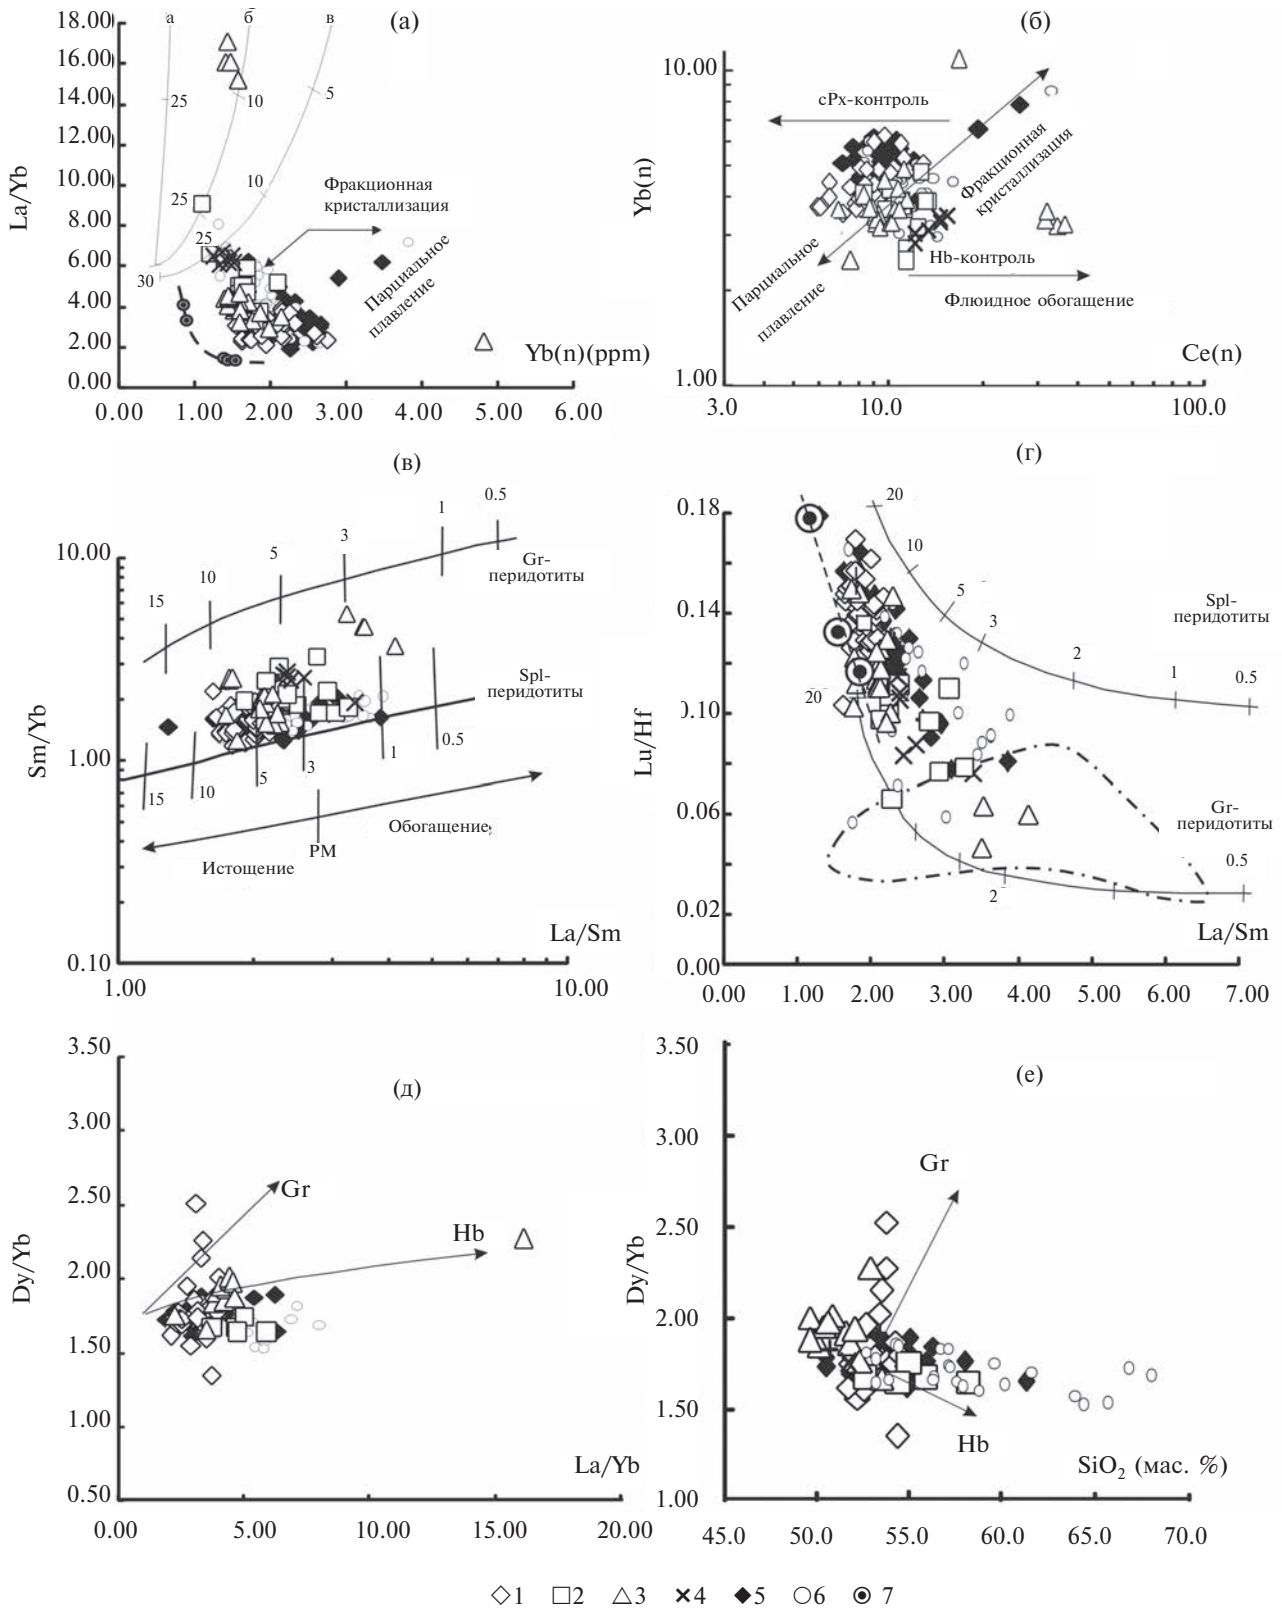 (а)
18.00
16.00
14.00
12.00
10.00
8.00
6.00
4.00
2.00
0.00
La/Yb
а
б
в
25
10
5
25
10
25
30
Фракционная
кристаллизация
Парциальное
плавление
Yb(n)(ppm)
0.00 1.00 2.00 3.00 4.00 5.00 6.00
(б)
10.00
1.00
Yb(n)
cPx-контроль
Фракционная
кристаллизация
Парциальное
плавление
Hb-контроль
Флюидное обогащение
Ce(n)
3.0 10.0 100.0
(в)
10.00
1.00
0.10
Sm/Yb
15
10
5
3
1
0.5
Gr-
перидотиты
Spl-
перидотиты
15
10
5
3
1
0.5
Обогащение
Истощение
PM
La/Sm
1.00 10.00
(г)
0.18
0.14
0.10
0.06
0.02
0.00
Lu/Hf
20
10
5
3
2
1
0.5
Spl-
перидотиты
20
Gr-
перидотиты
2
0.5
La/Sm
0.00 1.00 2.00 3.00 4.00 5.00 6.00 7.00
(д)
3.50
3.00
2.50
2.00
1.50
1.00
0.50
Dy/Yb
Gr
Hb
La/Yb
0.00 5.00 10.00 15.00 20.00
(е)
3.50
3.00
2.50
2.00
1.50
1.00
Dy/Yb
Gr
Hb
SiO₂ (мас. %)
45.0 50.0 55.0 60.0 65.0 70.0
1 2 3 4 5 6 7